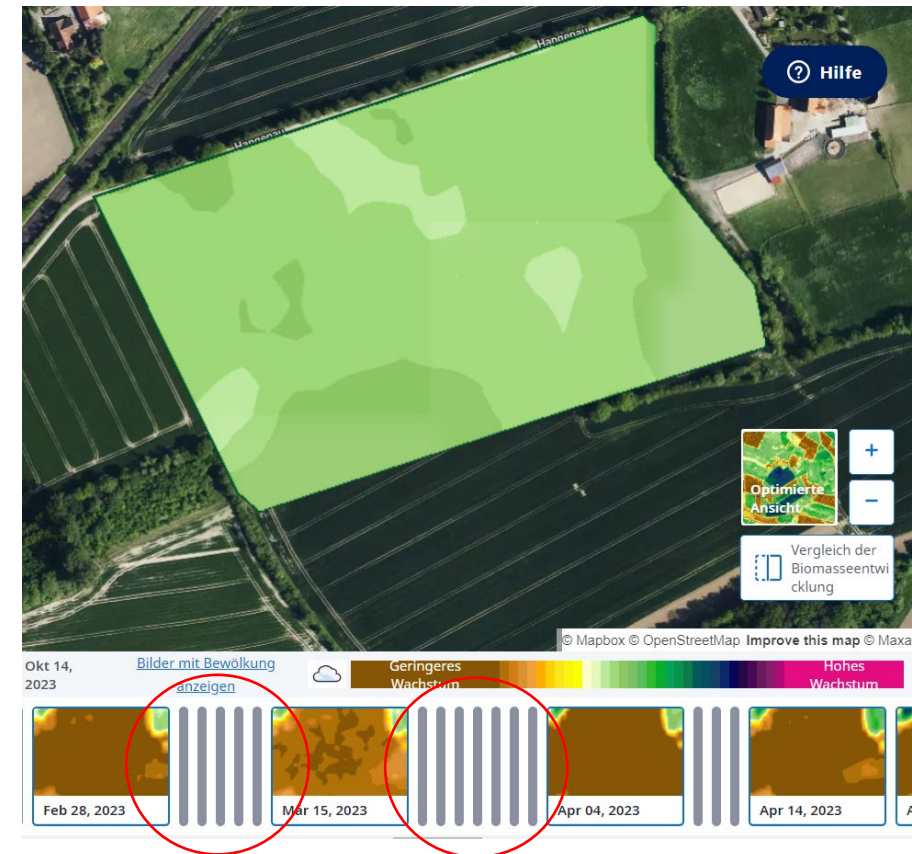 Hangenau
Hilfe
Hangenau
Optimierte
Ansicht
+
−
Vergleich der
Biomasseentwi
cklung
© Mapbox © OpenStreetMap Improve this map © Maxa
Okt 14,
2023
Bilder mit Bewölkung
anzeigen
Geringeres
Wachstum
Hohes
Wachstum
Feb 28, 2023
Mar 15, 2023
Apr 04, 2023
Apr 14, 2023
A